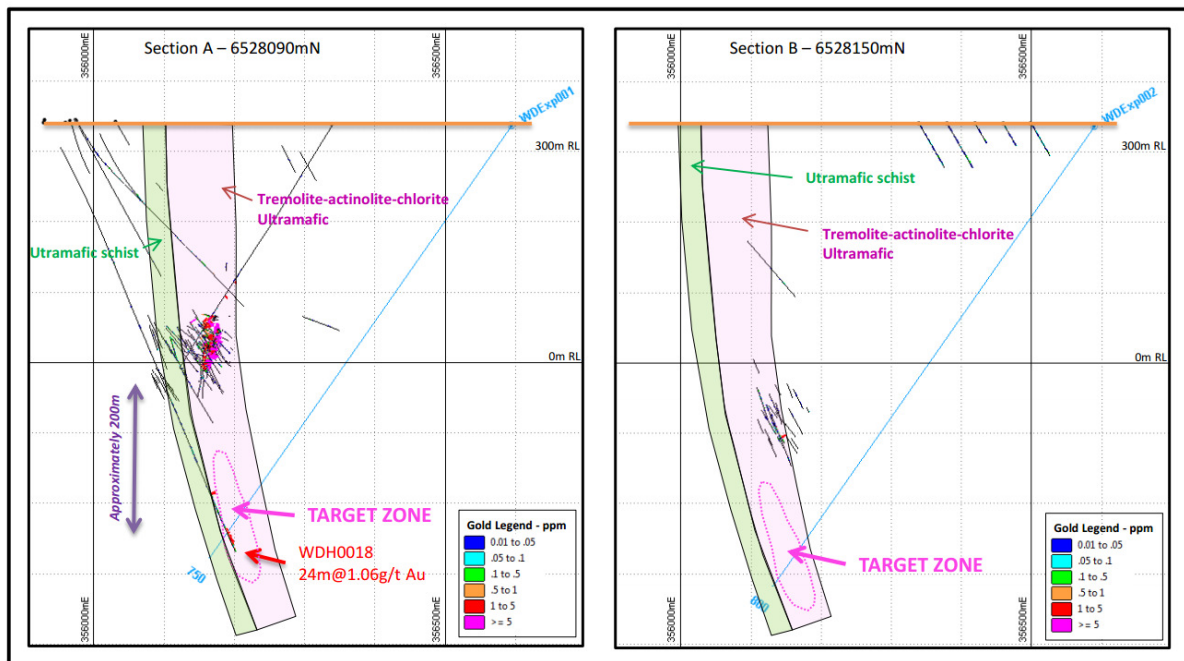 Section A – 6528090mN
356000mE
356500mE
WDExp001
300m RL
Tremolite-actinolite-chlorite
Ultramafic
Utramafic schist
0m RL
Approximately 200m
TARGET ZONE
WDH0018
24m@1.06g/t Au
750
Gold Legend - ppm
0.01 to .05
.05 to .1
.1 to .5
.5 to 1
1 to 5
>= 5
356000mE
356500mE
Section B – 6528150mN
356000mE
356500mE
WDExp002
300m RL
Utramafic schist
Tremolite-actinolite-chlorite
Ultramafic
0m RL
TARGET ZONE
800
Gold Legend - ppm
0.01 to .05
.05 to .1
.1 to .5
.5 to 1
1 to 5
>= 5
356000mE
356500mE